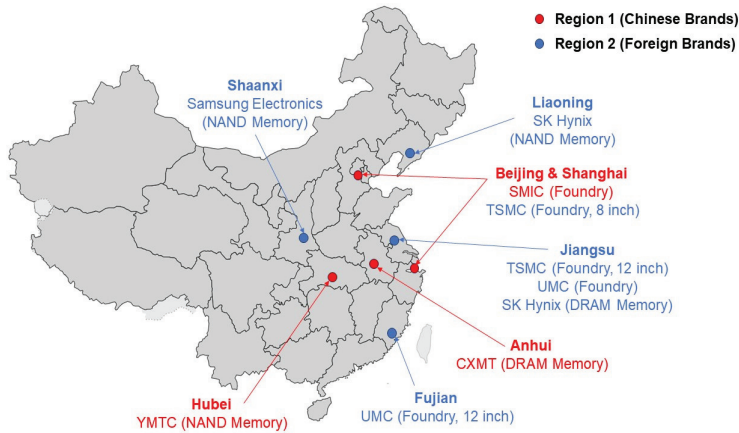 Region 1 (Chinese Brands)
Region 2 (Foreign Brands)
Shaanxi
Samsung Electronics
(NAND Memory)
Liaoning
SK Hynix
(NAND Memory)
Beijing & Shanghai
SMIC (Foundry)
TSMC (Foundry, 8 inch)
Jiangsu
TSMC (Foundry, 12 inch)
UMC (Foundry)
SK Hynix (DRAM Memory)
Anhui
CXMT (DRAM Memory)
Fujian
UMC (Foundry, 12 inch)
Hubei
YMTC (NAND Memory)